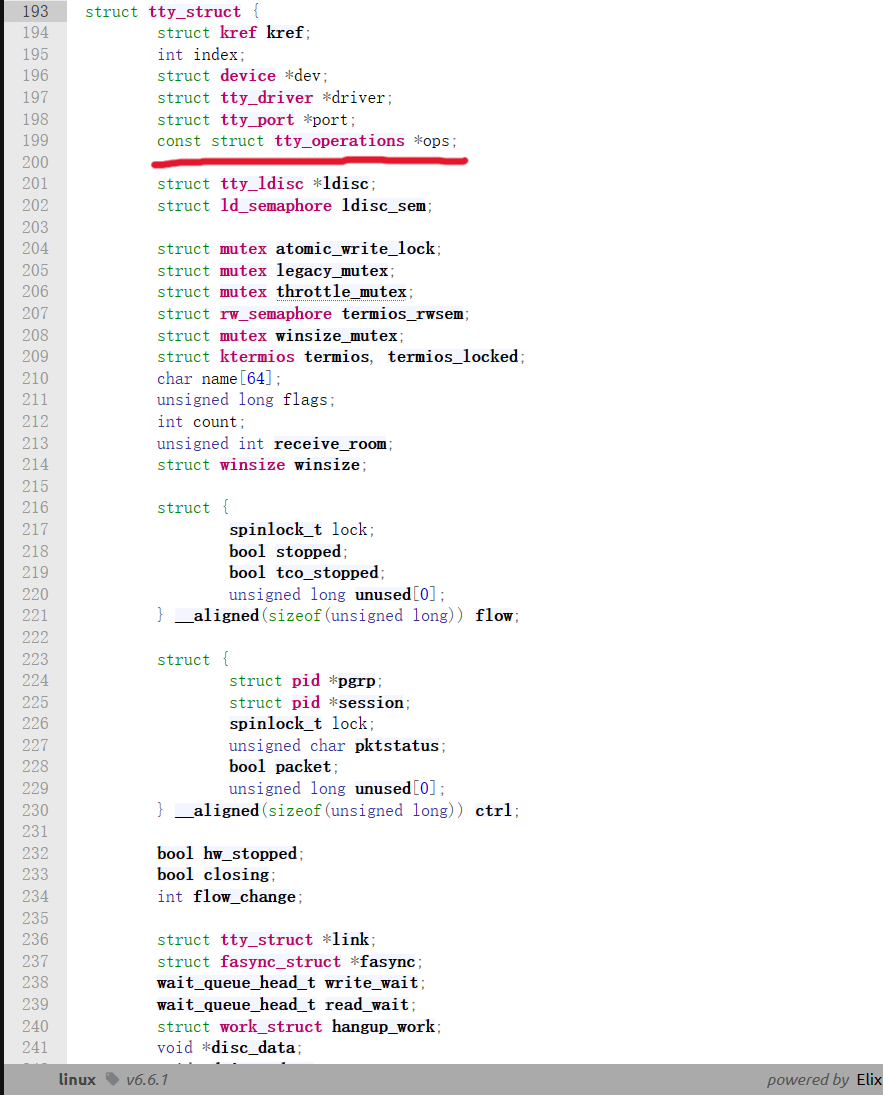 193 struct tty_struct {
194 struct kref kref;
195 int index;
196 struct device *dev;
197 struct tty_driver *driver;
198 struct tty_port *port;
199 const struct tty_operations *ops;
200
201 struct tty_ldisc *ldisc;
202 struct ld_semaphore ldisc_sem;
203
204 struct mutex atomic_write_lock;
205 struct mutex legacy_mutex;
206 struct mutex throttle_mutex;
207 struct rw_semaphore termios_rwsem;
208 struct mutex winsize_mutex;
209 struct ktermios termios, termios_locked;
210 char name[64];
211 unsigned long flags;
212 int count;
213 unsigned int receive_room;
214 struct winsize winsize;
215
216 struct {
217 spinlock_t lock;
218 bool stopped;
219 bool tco_stopped;
220 unsigned long unused[0];
221 } __aligned(sizeof(unsigned long)) flow;
222
223 struct {
224 struct pid *pgrp;
225 struct pid *session;
226 spinlock_t lock;
227 unsigned char pktstatus;
228 bool packet;
229 unsigned long unused[0];
230 } __aligned(sizeof(unsigned long)) ctrl;
231
232 bool hw_stopped;
233 bool closing;
234 int flow_change;
235
236 struct tty_struct *link;
237 struct fasync_struct *fasync;
238 wait_queue_head_t write_wait;
239 wait_queue_head_t read_wait;
240 struct work_struct hangup_work;
241 void *disc_data;
linux v6.6.1 powered by Elix